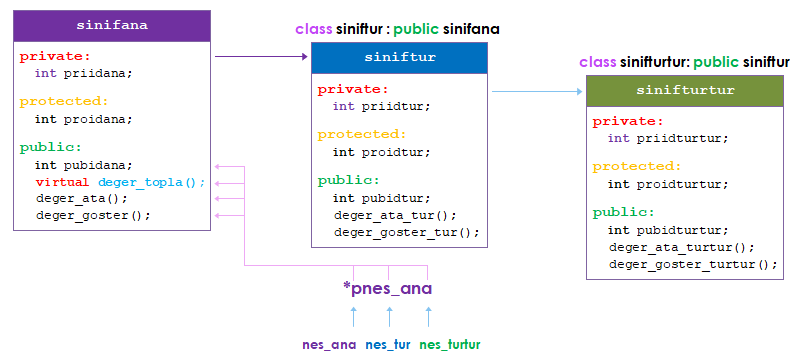 sinifana
private:
int priidana;
protected:
int proidana;
public:
int pubidana;
virtual deger_topla();
deger_ata();
deger_goster();
class siniftur : public sinifana
siniftur
private:
int priidtur;
protected:
int proidtur;
public:
int pubidtur;
deger_ata_tur();
deger_goster_tur();
class sinifturtur: public siniftur
sinifturtur
private:
int priidturtur;
protected:
int proidturtur;
public:
int pubidturtur;
deger_ata_turtur();
deger_goster_turtur();
*pnes_ana
nes_ana nes_tur nes_turtur